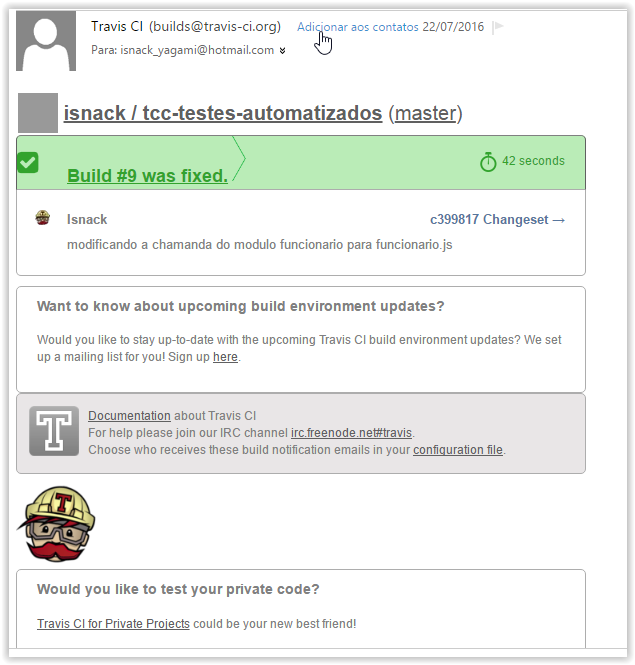 Travis CI (builds@travis-ci.org) Adicionar aos contatos 22/07/2016
Para: isnack_yagami@hotmail.com
isnack / tcc-testes-automatizados (master)
Build #9 was fixed.
42 seconds
Isnack
c399817 Changeset →
modificando a chamanda do modulo funcionario para funcionario.js
Want to know about upcoming build environment updates?
Would you like to stay up-to-date with the upcoming Travis CI build environment updates? We set
up a mailing list for you! Sign up here.
T
Documentation about Travis CI
For help please join our IRC channel irc.freenode.net#travis.
Choose who receives these build notification emails in your configuration file.
T
Would you like to test your private code?
Travis CI for Private Projects could be your new best friend!